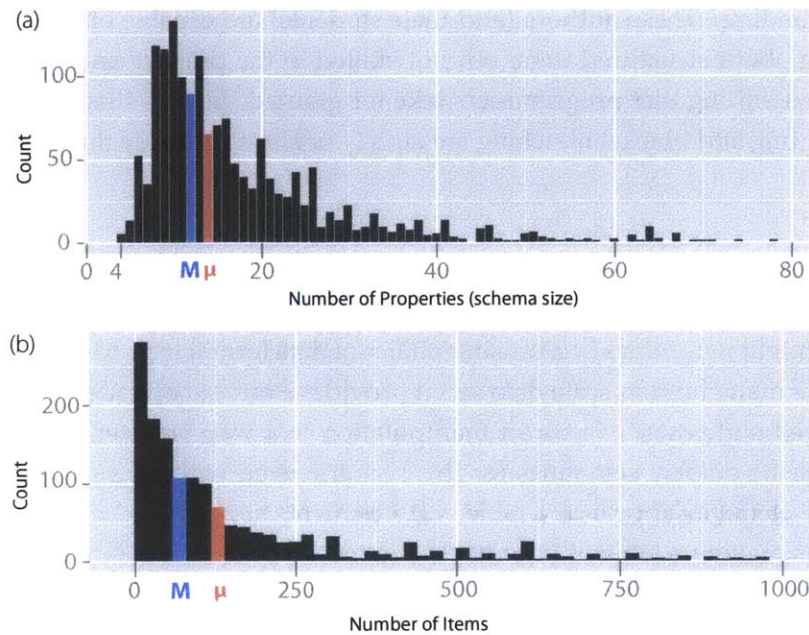 (a)
100
50
0
Count
0 4 M μ 20 40 60 80
Number of Properties (schema size)
(b)
200
100
0
Count
0 M μ 250 500 750 1000
Number of Items